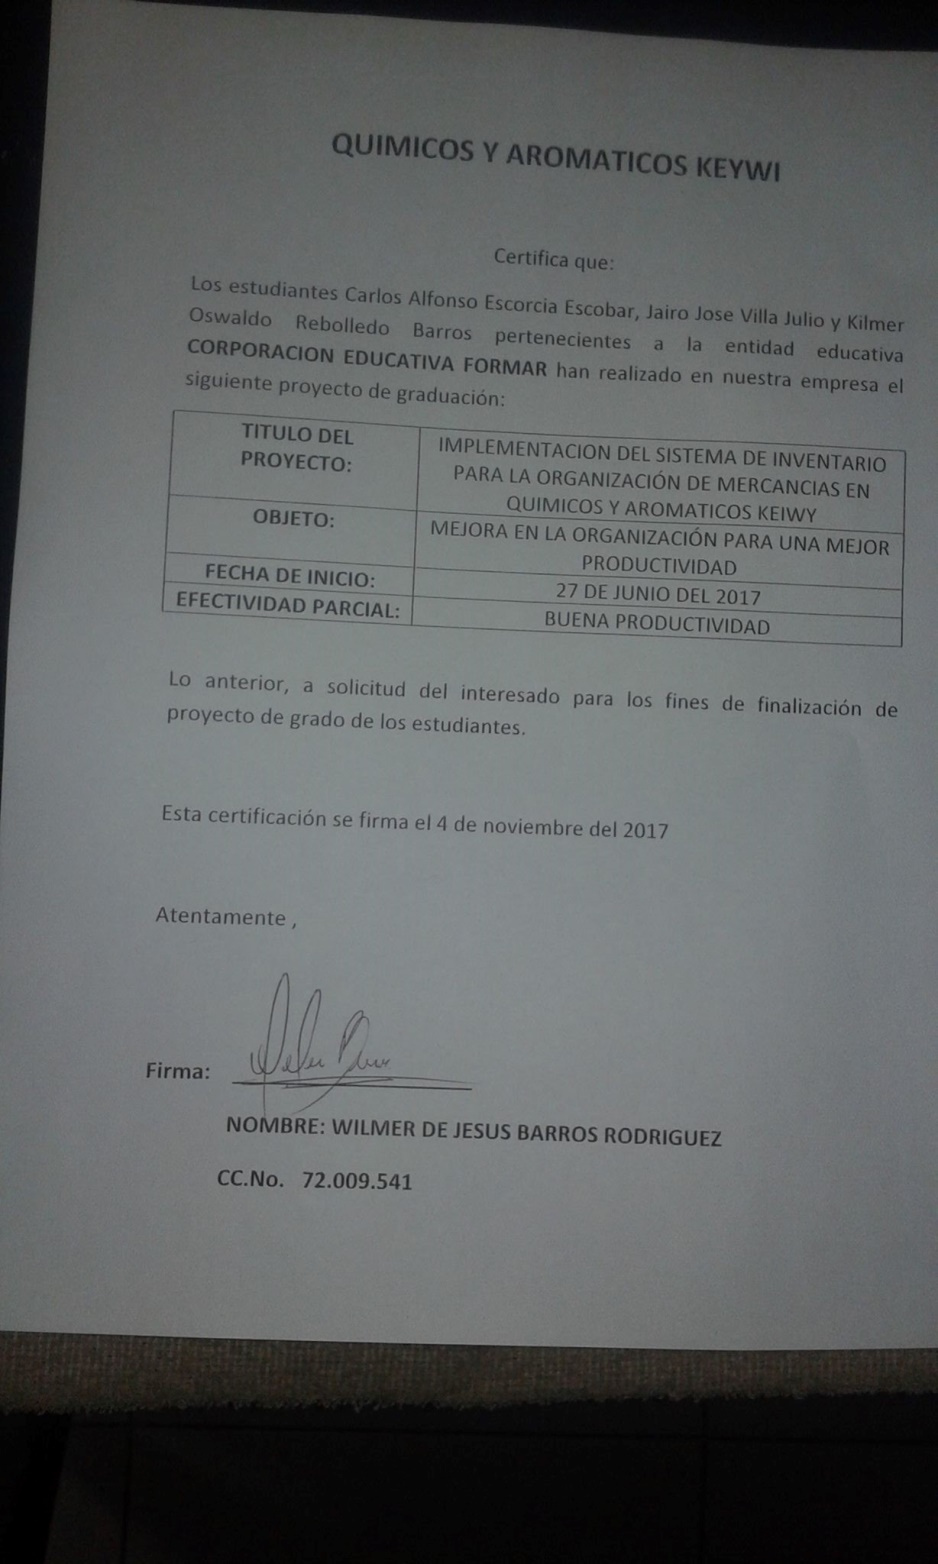 QUIMICOS Y AROMATICOS KEYWI
Certifica que:
Los estudiantes Carlos Alfonso Escorcia Escobar, Jairo Jose Villa Julio y Kilmer
Oswaldo Rebolledo Barros pertenecientes a la entidad educativa
CORPORACION EDUCATIVA FORMAR han realizado en nuestra empresa el
siguiente proyecto de graduación:
TITULO DEL
PROYECTO:
IMPLEMENTACION DEL SISTEMA DE INVENTARIO
PARA LA ORGANIZACIÓN DE MERCANCIAS EN
QUIMICOS Y AROMATICOS KEIWY
OBJETO:
MEJORA EN LA ORGANIZACIÓN PARA UNA MEJOR
PRODUCTIVIDAD
FECHA DE INICIO:
27 DE JUNIO DEL 2017
EFECTIVIDAD PARCIAL:
BUENA PRODUCTIVIDAD
Lo anterior, a solicitud del interesado para los fines de finalización de
proyecto de grado de los estudiantes.
Esta certificación se firma el 4 de noviembre del 2017
Atentamente ,
Firma:
NOMBRE: WILMER DE JESUS BARROS RODRIGUEZ
CC.No. 72.009.541